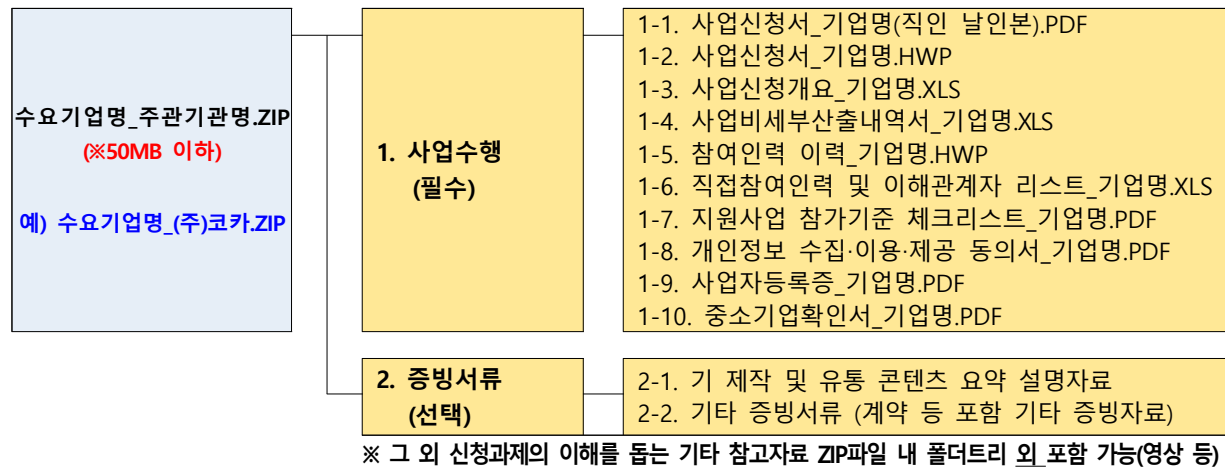 수요기업명_주관기관명.ZIP
(※50MB 이하)
예) 수요기업명_(주)코카.ZIP
1. 사업수행
(필수)
1-1. 사업신청서_기업명(직인 날인본).PDF
1-2. 사업신청서_기업명.HWP
1-3. 사업신청개요_기업명.XLS
1-4. 사업비세부산출내역서_기업명.XLS
1-5. 참여인력 이력_기업명.HWP
1-6. 직접참여인력 및 이해관계자 리스트_기업명.XLS
1-7. 지원사업 참가기준 체크리스트_기업명.PDF
1-8. 개인정보 수집·이용·제공 동의서_기업명.PDF
1-9. 사업자등록증_기업명.PDF
1-10. 중소기업확인서_기업명.PDF
2. 증빙서류
(선택)
2-1. 기 제작 및 유통 콘텐츠 요약 설명자료
2-2. 기타 증빙서류 (계약 등 포함 기타 증빙자료)
※ 그 외 신청과제의 이해를 돕는 기타 참고자료 ZIP파일 내 폴더트리 외 포함 가능(영상 등)